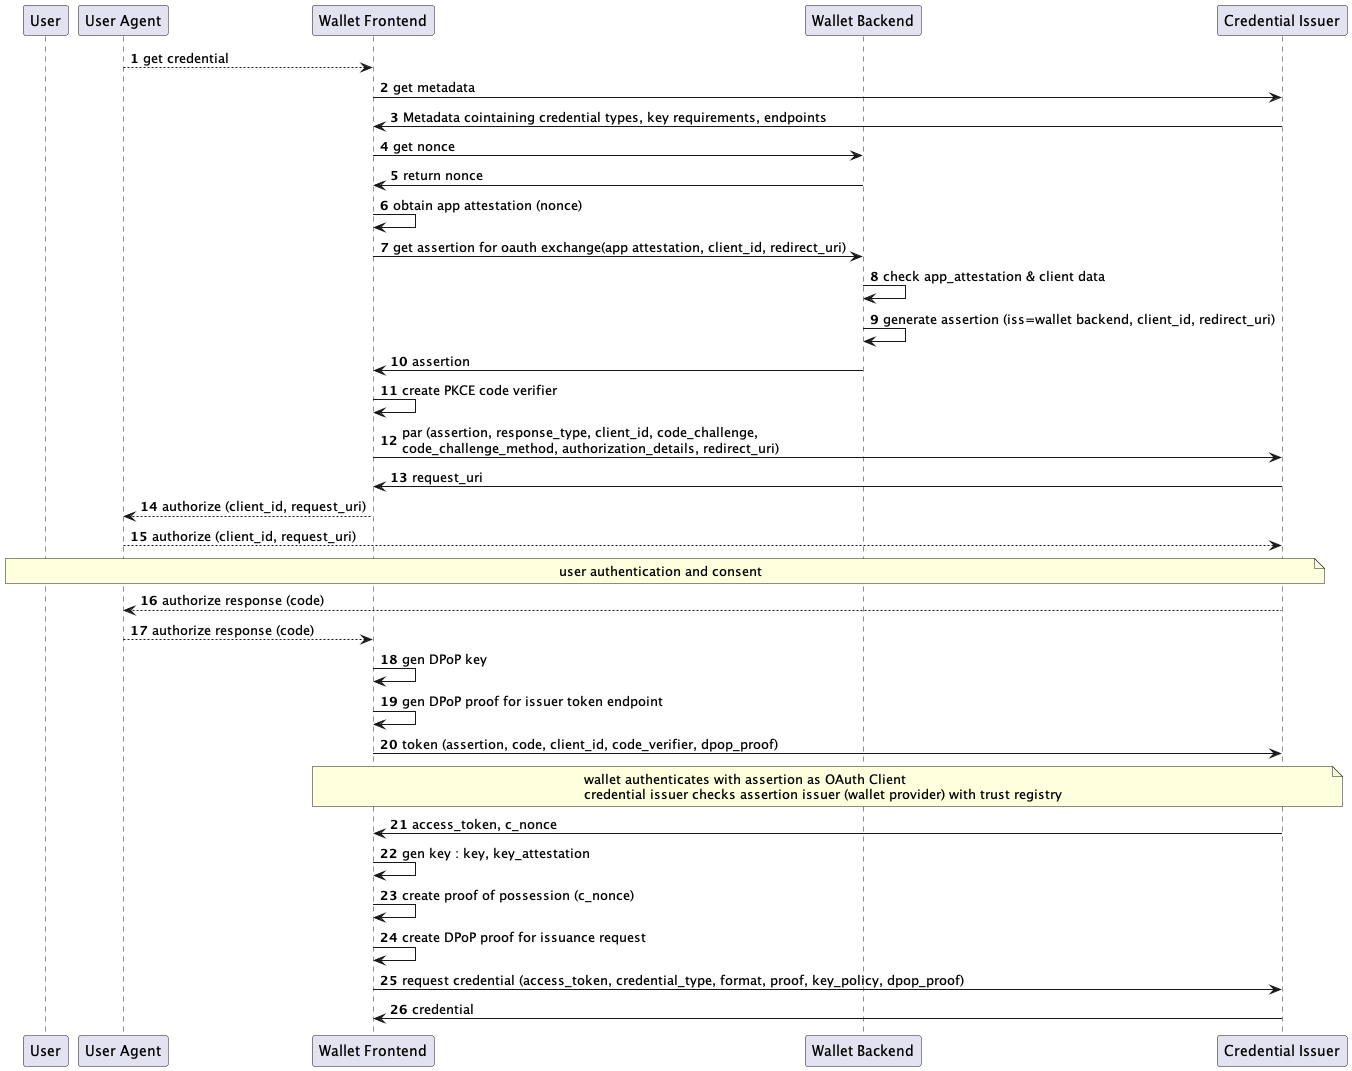 User
User Agent
Wallet Frontend
Wallet Backend
Credential Issuer
1 get credential
2 get metadata
3 Metadata cointaining credential types, key requirements, endpoints
4 get nonce
5 return nonce
6 obtain app attestation (nonce)
7 get assertion for oauth exchange(app attestation, client_id, redirect_uri)
8 check app_attestation & client data
9 generate assertion (iss=wallet backend, client_id, redirect_uri)
10 assertion
11 create PKCE code verifier
12 par (assertion, response_type, client_id, code_challenge,
code_challenge_method, authorization_details, redirect_uri)
13 request_uri
14 authorize (client_id, request_uri)
15 authorize (client_id, request_uri)
user authentication and consent
16 authorize response (code)
17 authorize response (code)
18 gen DPoP key
19 gen DPoP proof for issuer token endpoint
20 token (assertion, code, client_id, code_verifier, dpop_proof)
wallet authenticates with assertion as OAuth Client
credential issuer checks assertion issuer (wallet provider) with trust registry
21 access_token, c_nonce
22 gen key : key, key_attestation
23 create proof of possession (c_nonce)
24 create DPoP proof for issuance request
25 request credential (access_token, credential_type, format, proof, key_policy, dpop_proof)
26 credential
User
User Agent
Wallet Frontend
Wallet Backend
Credential Issuer